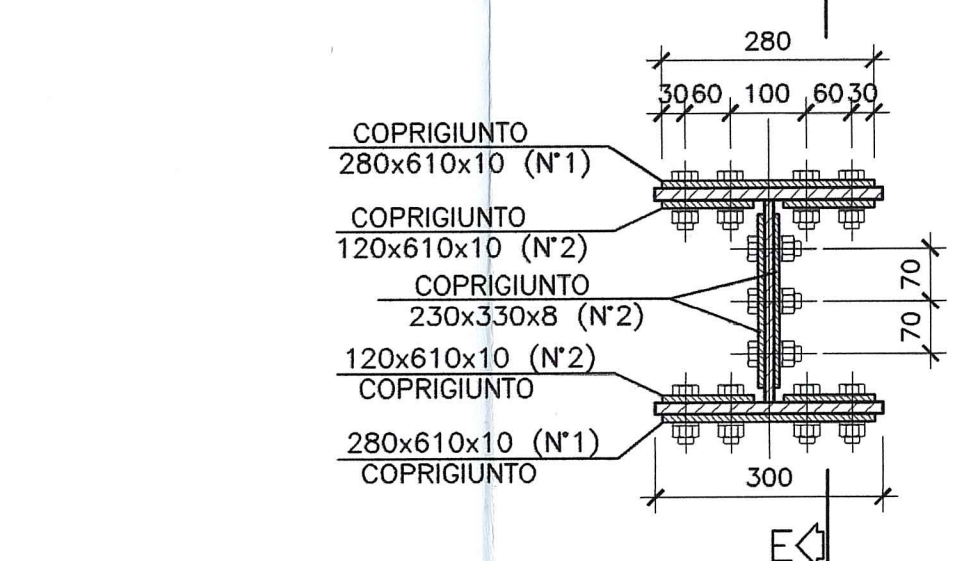 280
30 60 100 60 30
COPRIGIUNTO
280x610x10 (N°1)
COPRIGIUNTO
120x610x10 (N°2)
COPRIGIUNTO
230x330x8 (N°2)
70
70
120x610x10 (N°2)
COPRIGIUNTO
280x610x10 (N°1)
COPRIGIUNTO
300
E